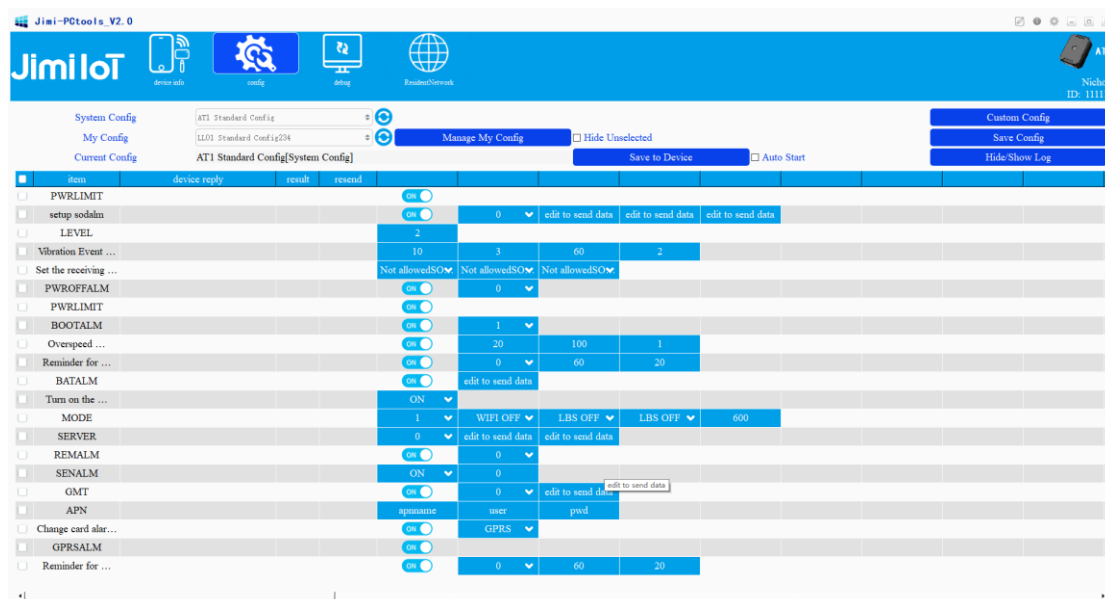 Jimi-PCtools_V2.0
JimiIoT
device info config debug ResidentNetwork
AT
Nicho
ID: 1111
System Config AT1 Standard Config Custom Config
My Config LL01 Standard Config234 Manage My Config Hide Unselected Save Config
Current Config AT1 Standard Config[System Config] Save to Device Auto Start Hide/Show Log
item device reply result resend
PWRLIMIT ON
setup sodalm ON 0 edit to send data edit to send data edit to send data
LEVEL 2
Vibration Event ... 10 3 60 2
Set the receiving ... Not allowedSO Not allowedSO Not allowedSO
PWROFFALM ON 0
PWRLIMIT ON
BOOTALM ON 1
Overspeed ... ON 20 100 1
Reminder for ... ON 0 60 20
BATALM ON edit to send data
Turn on the ... ON
MODE 1 WIFI OFF LBS OFF LBS OFF 600
SERVER 0 edit to send data edit to send data
REMALM ON 0
SENALM ON 0
edit to send data
GMT ON 0 edit to send data
APN apnname user pwd
Change card alar... ON GPRS
GPRSALM ON
Reminder for ... ON 0 60 20